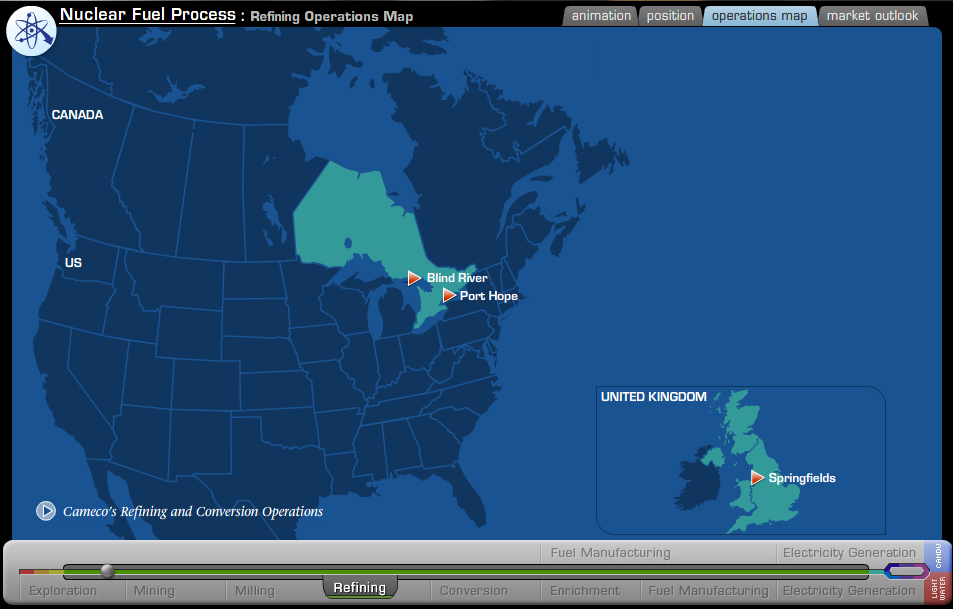 Nuclear Fuel Process : Refining Operations Map
animation
position
operations map
market outlook
CANADA
US
Blind River
Port Hope
UNITED KINGDOM
Springfields
Cameco's Refining and Conversion Operations
Fuel Manufacturing
Electricity Generation
CANDU
Exploration
Mining
Milling
Refining
Conversion
Enrichment
Fuel Manufacturing
Electricity Generation
LIGHT
WATER